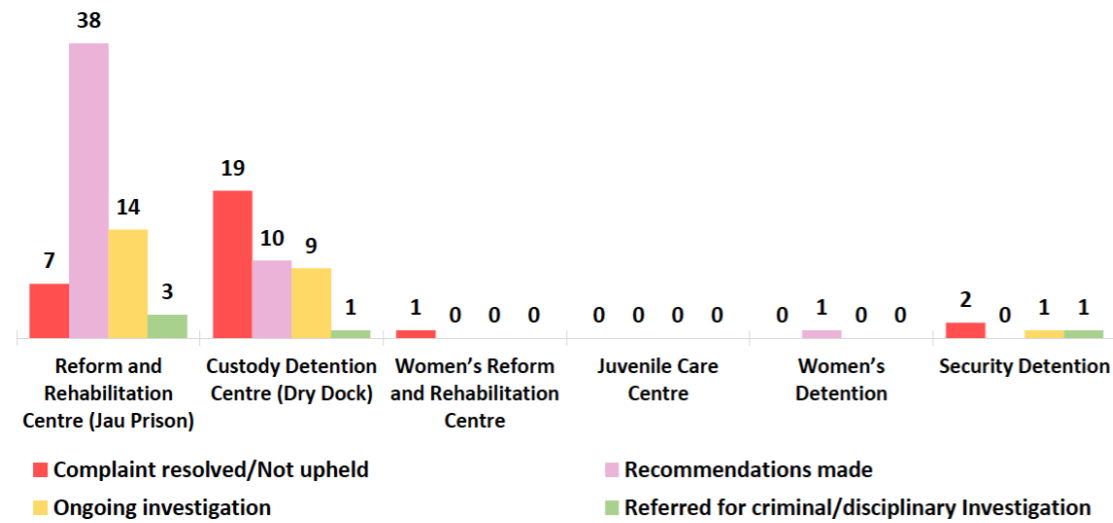 38
19
14
7
10
9
3
1
1
0
0
0
0
0
0
0
0
1
0
0
2
0
1
1
Reform and
Rehabilitation
Centre (Jau Prison)
Custody Detention
Centre (Dry Dock)
Women's Reform
and Rehabilitation
Centre
Juvenile Care
Centre
Women's
Detention
Security Detention
Complaint resolved/Not upheld
Recommendations made
Ongoing investigation
Referred for criminal/disciplinary Investigation